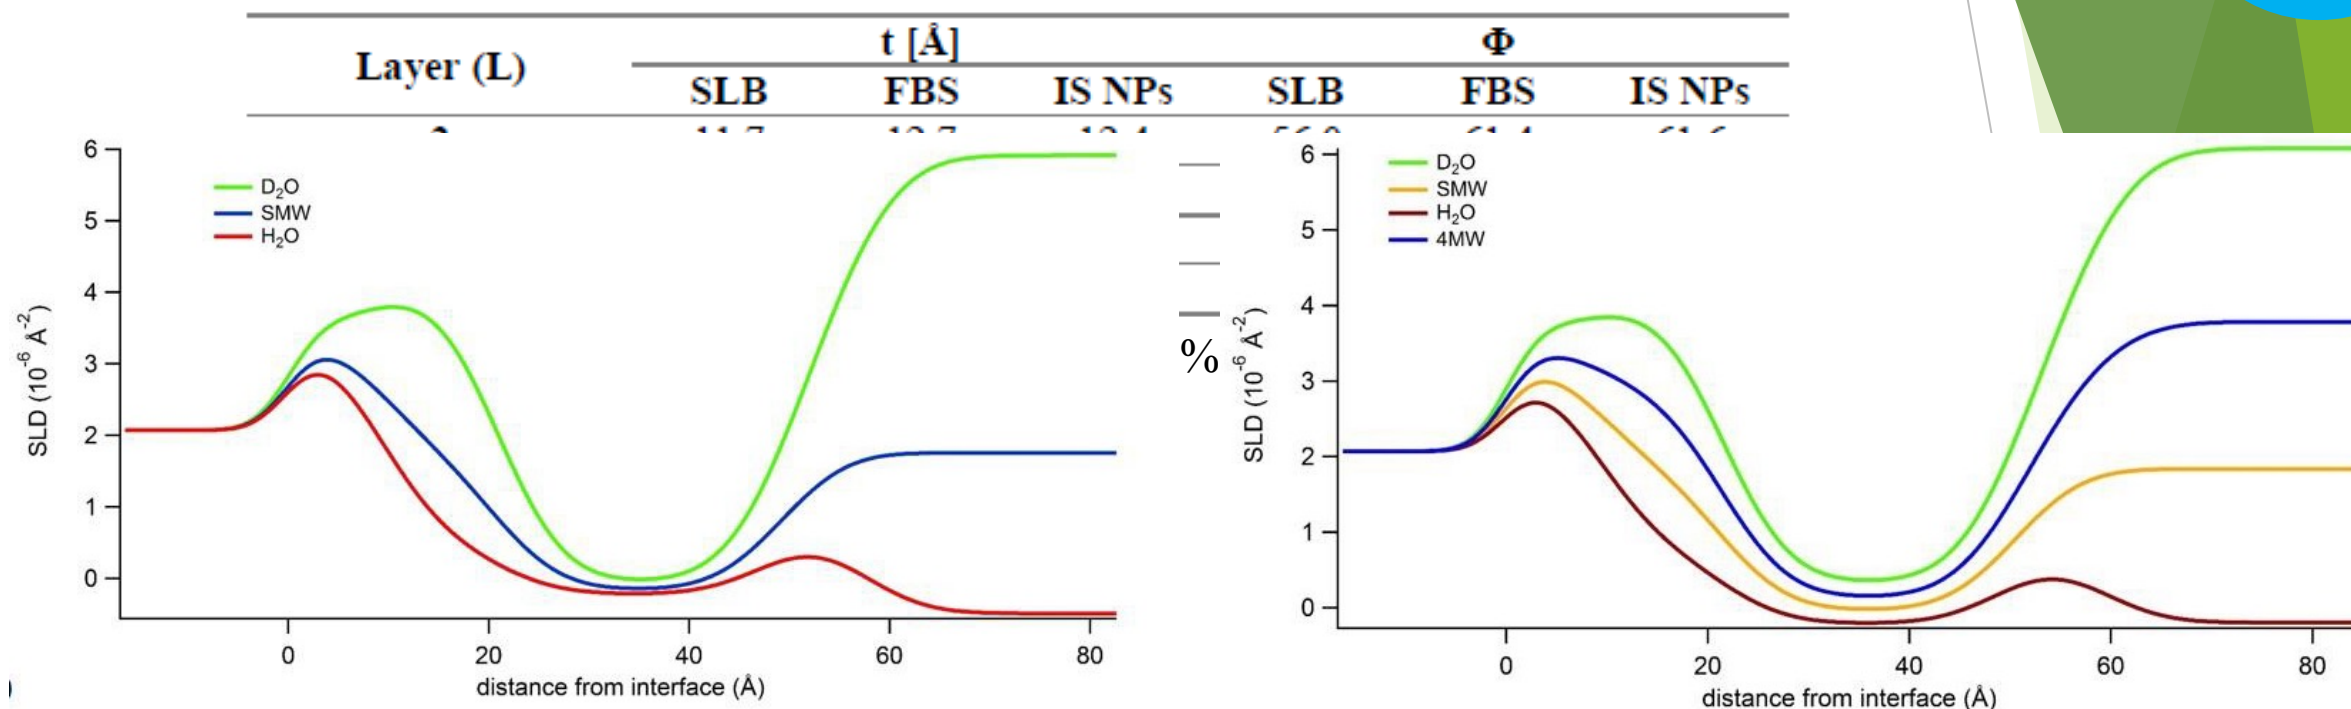 t [Å] Φ
Layer (L)
SLB FBS IS NPs SLB FBS IS NPs
6
5
4
3
2
1
0
SLD (10⁻⁶ Å⁻²)
D₂O
SMW
H₂O
0 20 40 60 80
distance from interface (Å)
%
6
5
4
3
2
1
0
SLD (10⁻⁶ Å⁻²)
D₂O
SMW
H₂O
4MW
0 20 40 60 80
distance from interface (Å)